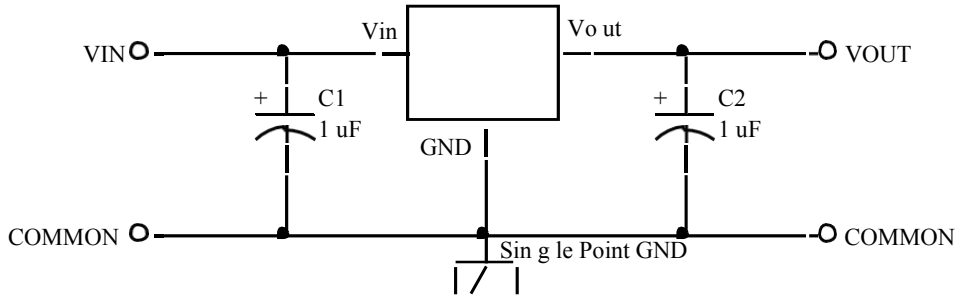 Vin
Vo ut
VIN
VOUT
+
C1
1 uF
+
C2
1 uF
GND
COMMON
COMMON
Sin g le Point GND